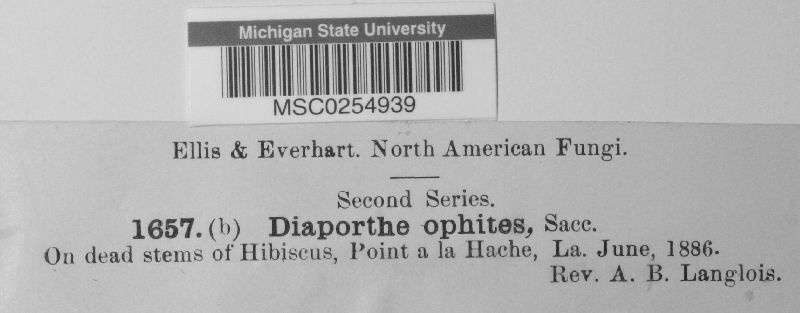 Michigan State University
MSC0254939
Ellis & Everhart. North American Fungi.
Second Series.
1657. (b) Diaporthe ophites, Sacc.
On dead stems of Hibiscus, Point a la Hache, La. June, 1886.
Rev. A. B. Langlois.